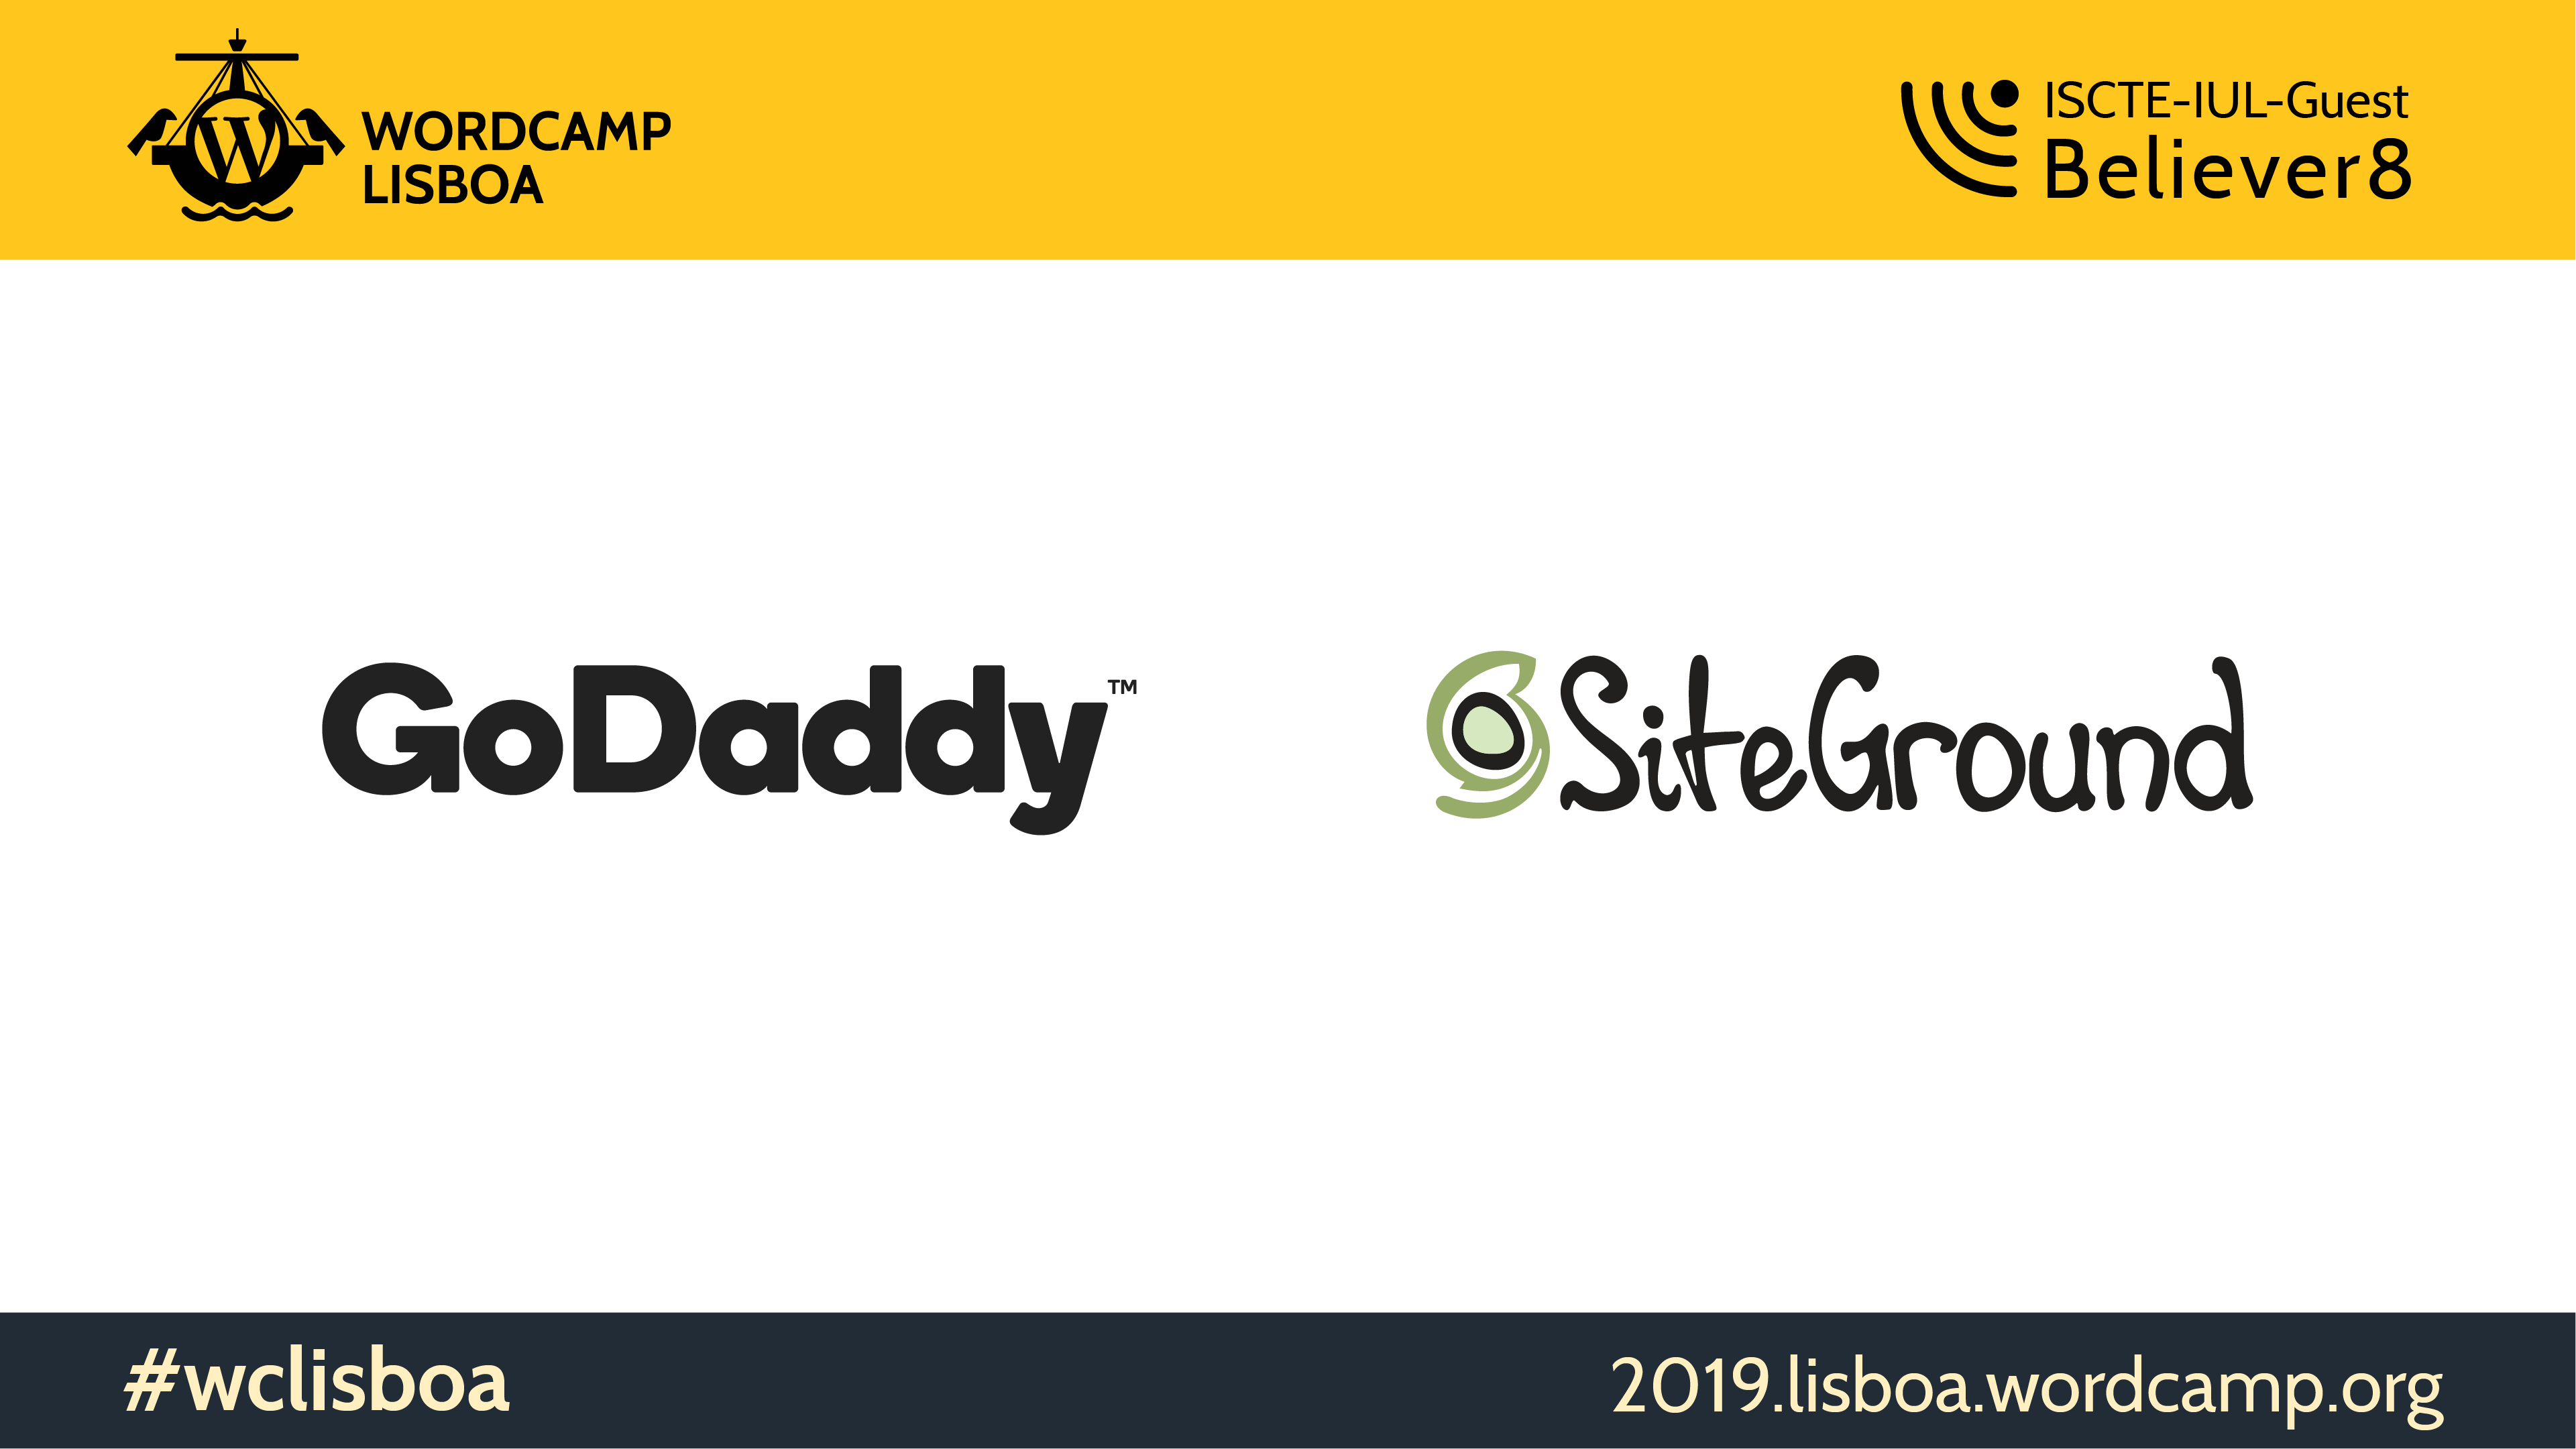 WORDCAMP
LISBOA
ISCTE-IUL-Guest
Believer8
GoDaddy™
SiteGround
#wclisboa
2019.lisboa.wordcamp.org